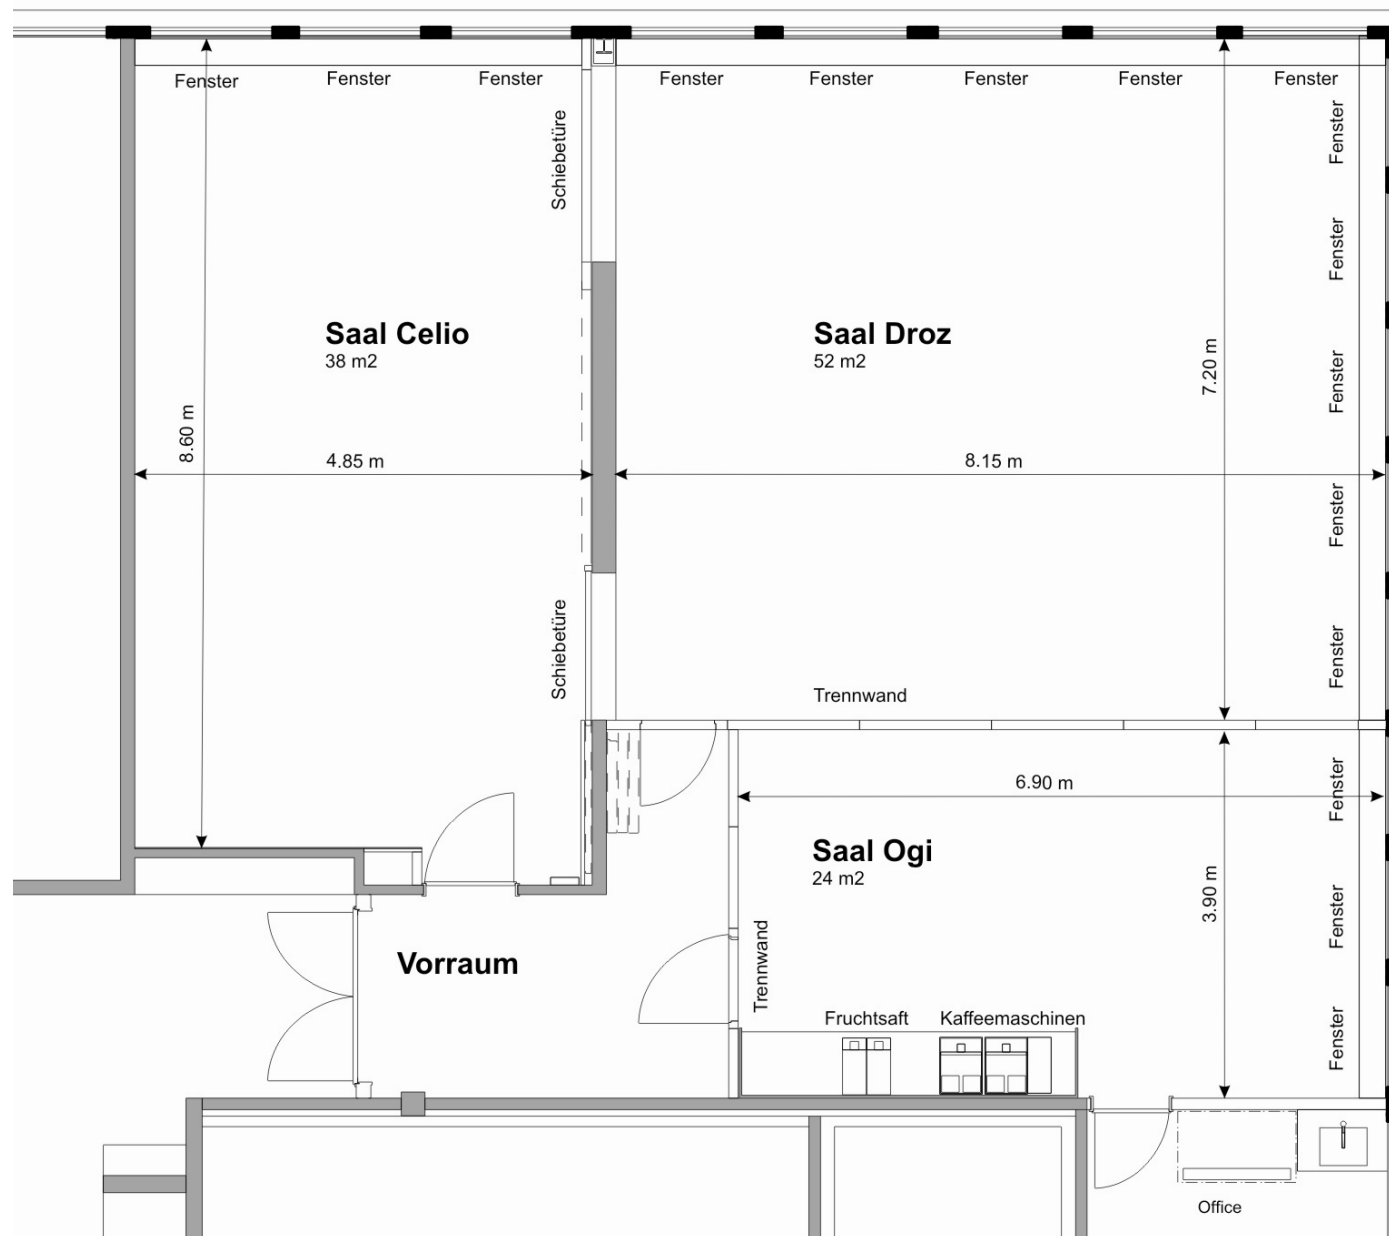 Fenster
Fenster
Fenster
Fenster
Fenster
Fenster
Fenster
Fenster
Fenster
Schiebetüre
Fenster
Saal Celio
38 m2
Saal Droz
52 m2
7.20 m
Fenster
8.60 m
4.85 m
8.15 m
Fenster
Schiebetüre
Fenster
Trennwand
6.90 m
Fenster
Saal Ogi
24 m2
3.90 m
Fenster
Vorraum
Trennwand
Fruchtsaft
Kaffeemaschinen
Fenster
Office